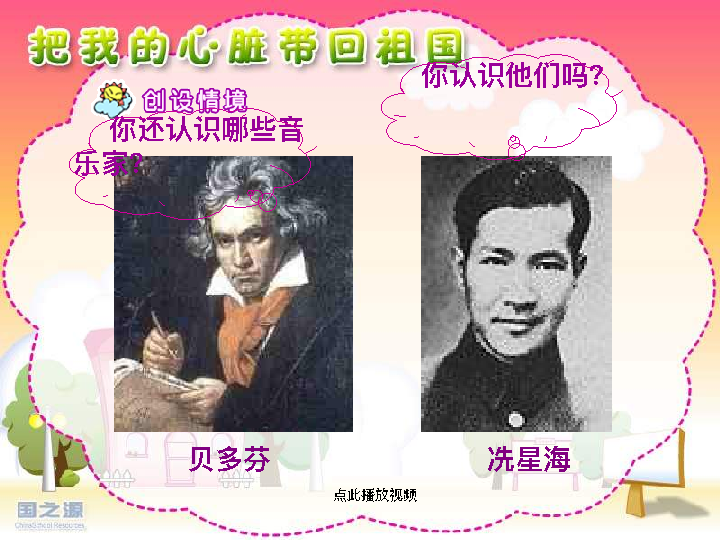 把我的心脏带回祖国
你认识他们吗?
创设情境
你还认识哪些音
乐家?
贝多芬
冼星海
点此播放视频
国之源
ChinaSchool Resources